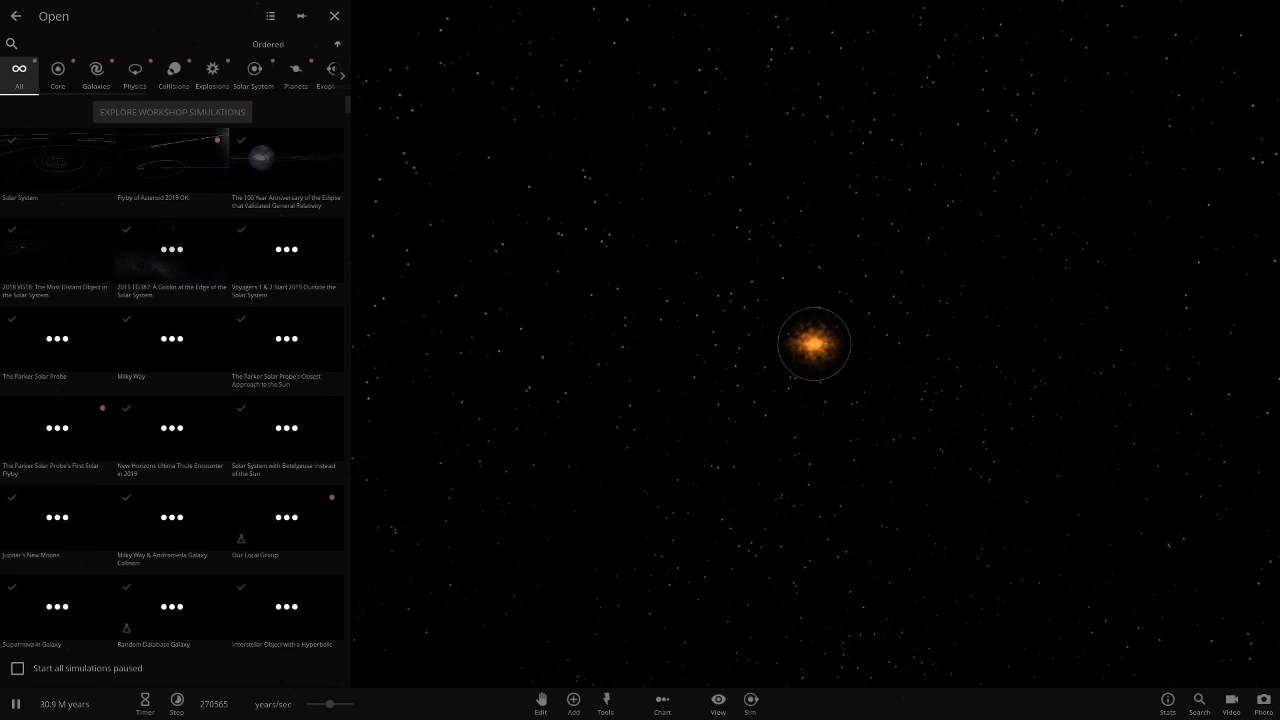 Open
Ordered
All
Core
Galaxies
Physics
Collisions
Explosions
Solar System
Planets
EXPLORE WORKSHOP SIMULATIONS
Solar System
Flyby of Asteroid 2019 OK
The 100 Year Anniversary of the Eclipse
that Validated General Relativity
2018 VG18: The Most Distant Object in
the Solar System
2015 TG387: A Goblin at the Edge of the
Solar System
Voyagers 1 & 2 Start 2019 Outside the
Solar System
The Parker Solar Probe
Milky Way
The Parker Solar Probe's Closest
Approach to the Sun
The Parker Solar Probe's First Solar
Flyby
New Horizons Ultima Thule Encounter
in 2019
Solar System with Betelgeuse Instead
of the Sun
Jupiter's New Moons
Milky Way & Andromeda Galaxy
Collison
Our Local Group
Supernova in Galaxy
Random Database Galaxy
Interstellar Object with a Hyperbolic
Start all simulations paused
30.9 M years
Timer
Step
270565
years/sec
Edit
Add
Tools
Chart
View
Sim
Stats
Search
Video
Photo